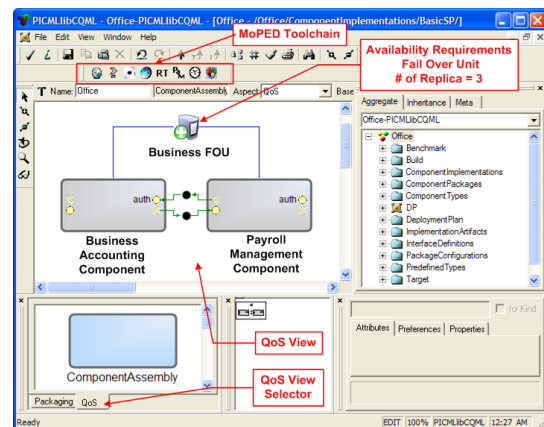 PICMLlibCQML - Office-PICMLlibCQML - [Office - /Office/ComponentImplementations/BasicSP/]
File Edit View Window Help
MoPED Toolchain
Availability Requirements
Fail Over Unit
# of Replica = 3
RT
Name: Office ComponentAssembly Aspect QoS Base
Aggregate Inheritance Meta
Office-PICMLlibCQML
Office
Benchmark
Build
ComponentImplementations
ComponentPackages
ComponentTypes
DP
DeploymentPlan
ImplementationArtifacts
InterfaceDefinitions
PackageConfigurations
PredefinedTypes
Target
Business FOU
auth
auth
Business
Accounting
Component
Payroll
Management
Component
QoS View
ComponentAssembly
QoS View
Selector
Packaging QoS
for Kind
Attributes Preferences Properties
Ready
EDIT 100% PICMLlibCQML 12:27 AM